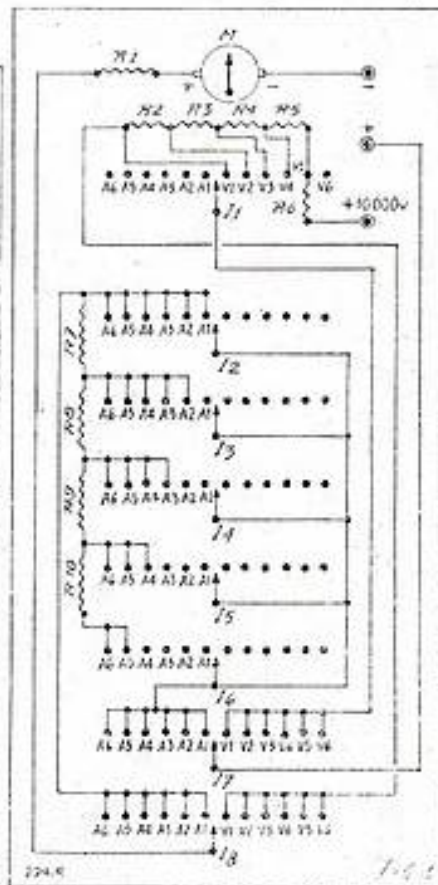 M
R1
+ -
-
R2 R3 R4 R5
+
A6 A5 A4 A3 A2 A1 V1 V2 V3 V4 V5 V6
R6
+10000v
I1
R7
A6 A5 A4 A3 A2 A1
I2
R8
A6 A5 A4 A3 A2 A1
I3
R9
A6 A5 A4 A3 A2 A1
I4
R10
A6 A5 A4 A3 A2 A1
I5
A6 A5 A4 A3 A2 A1
I6
A6 A5 A4 A3 A2 A1 V1 V2 V3 V4 V5 V6
I7
A6 A5 A4 A3 A2 A1 V1 V2 V3 V4 V5 V6
I8